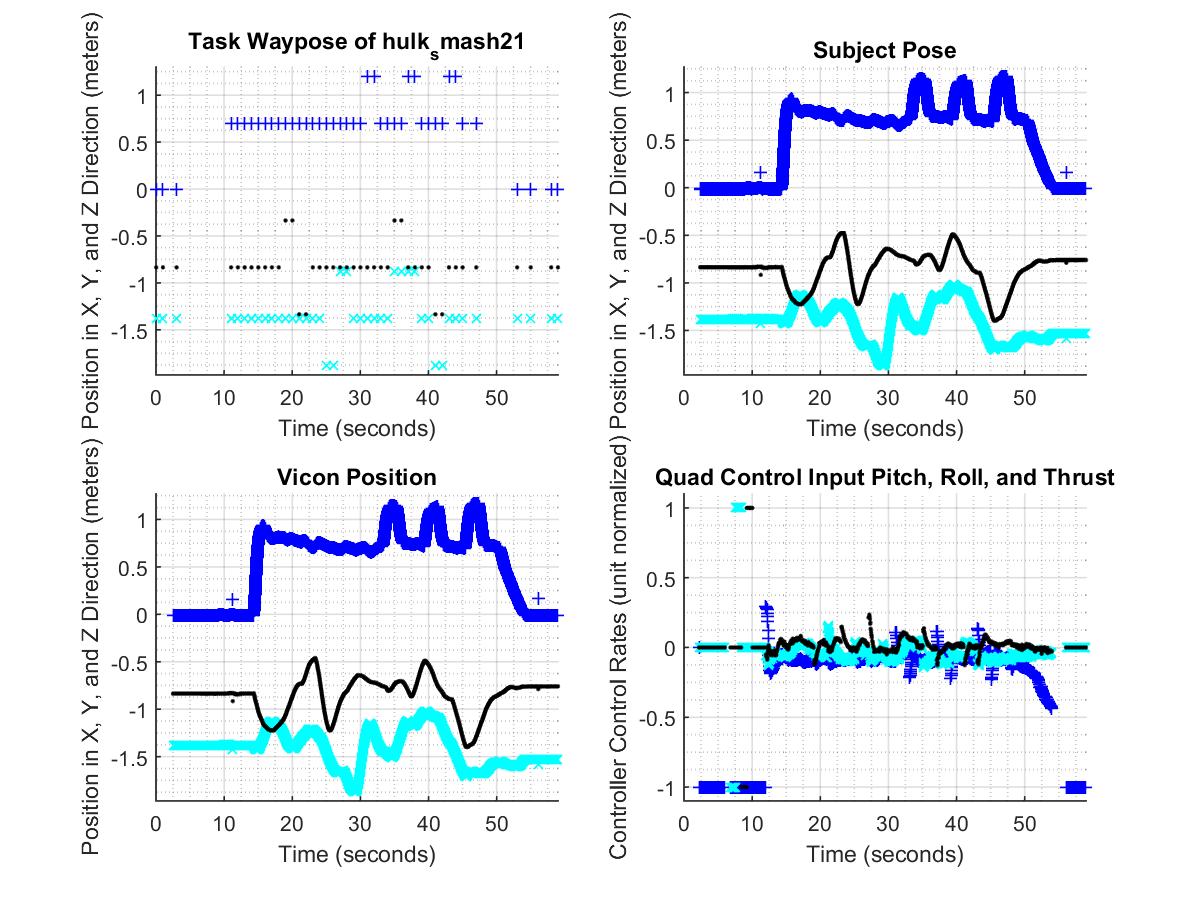 Task Waypose of hulk_smash21
Position in X, Y, and Z Direction (meters)
1
0.5
0
-0.5
-1
-1.5
0 10 20 30 40 50
Time (seconds)
Subject Pose
Position in X, Y, and Z Direction (meters)
1
0.5
0
-0.5
-1
-1.5
0 10 20 30 40 50
Time (seconds)
Vicon Position
Position in X, Y, and Z Direction (meters)
1
0.5
0
-0.5
-1
-1.5
0 10 20 30 40 50
Time (seconds)
Quad Control Input Pitch, Roll, and Thrust
Controller Control Rates (unit normalized)
1
0.5
0
-0.5
-1
0 10 20 30 40 50
Time (seconds)